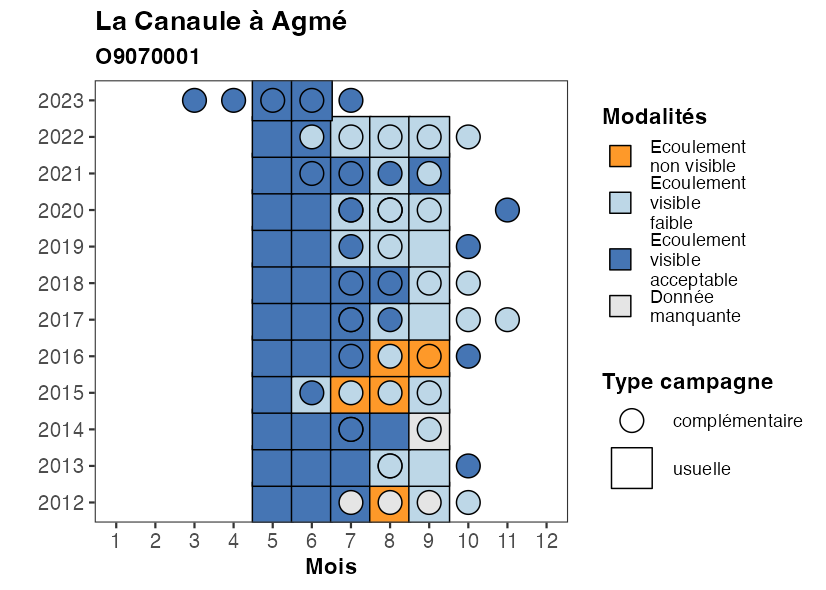 La Canaule à Agmé
O9070001
2023
2022
2021
2020
2019
2018
2017
2016
2015
2014
2013
2012
1 2 3 4 5 6 7 8 9 10 11 12
Mois
Modalités
Ecoulement
non visible
Ecoulement
visible
faible
Ecoulement
visible
acceptable
Donnée
manquante
Type campagne
complémentaire
usuelle